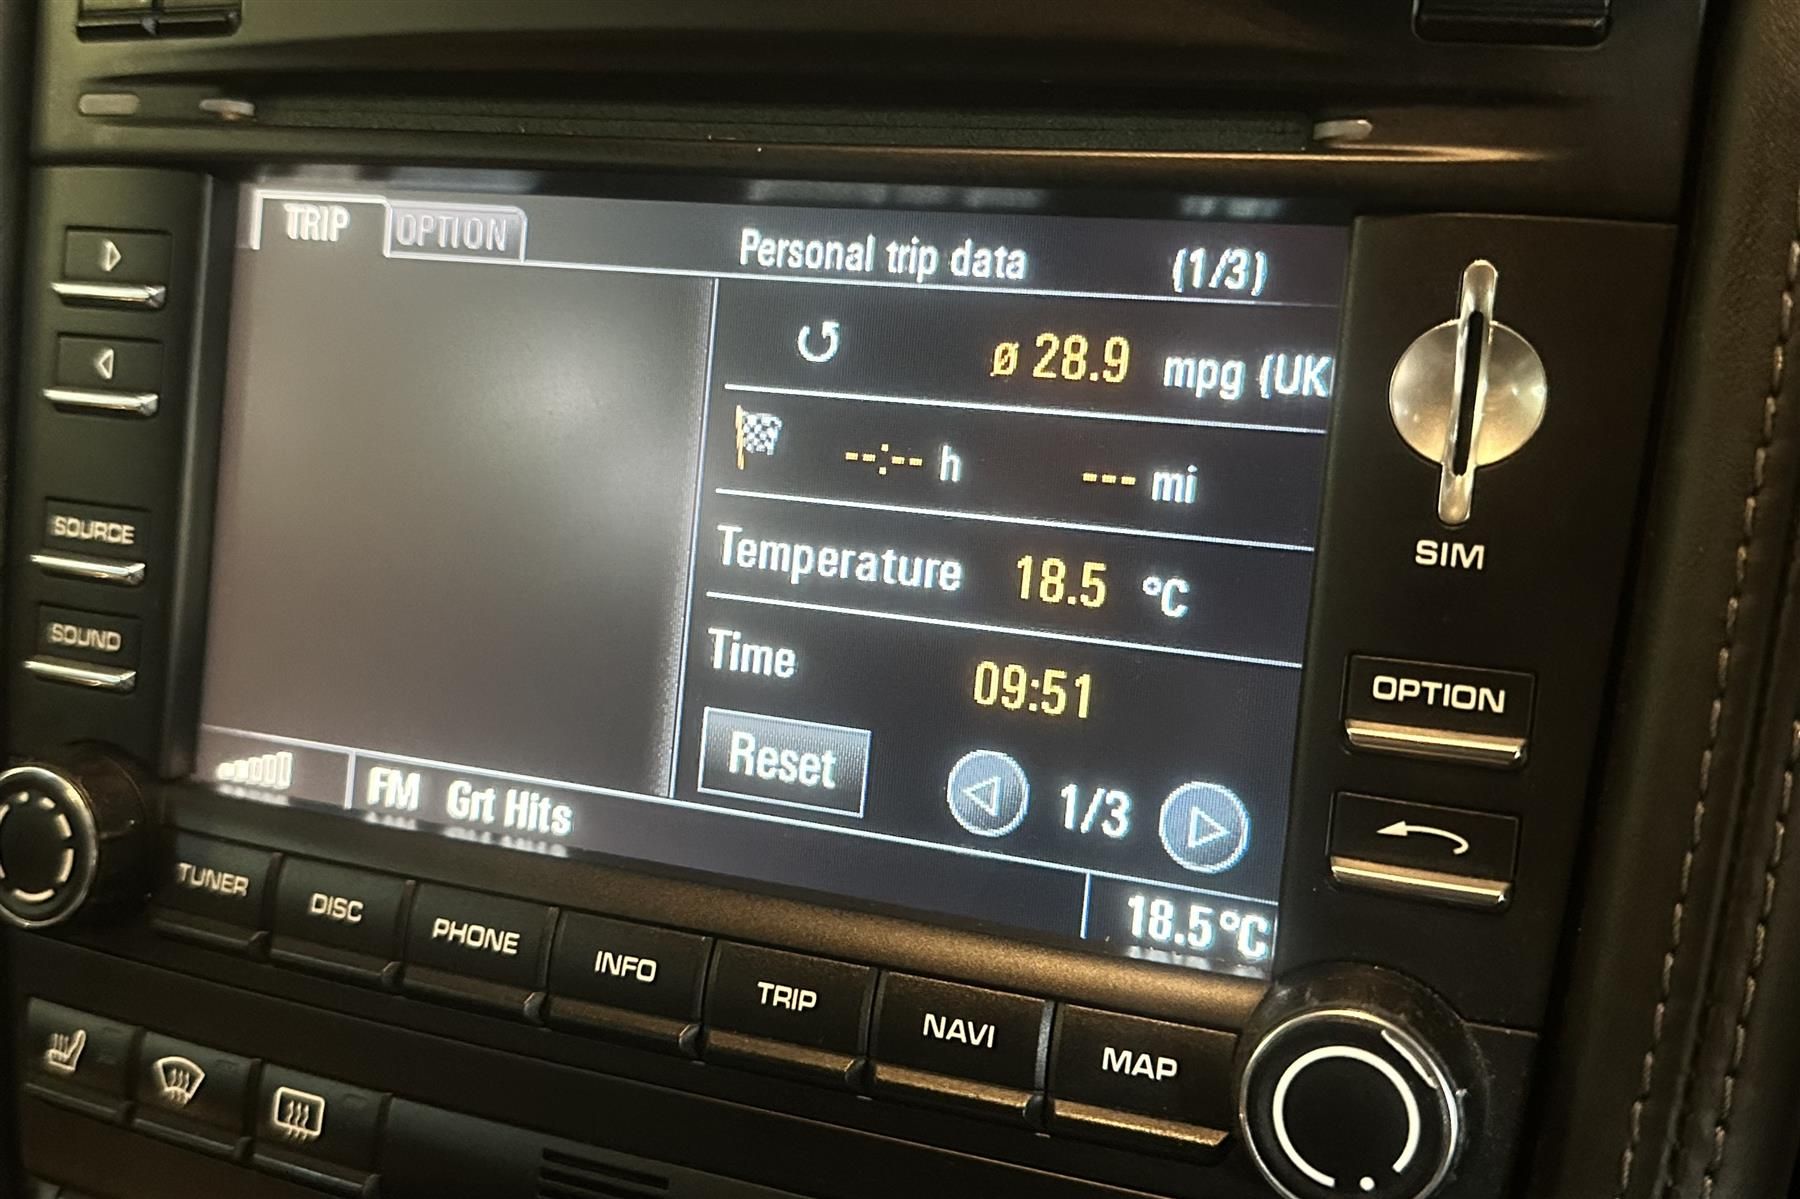 TRIP OPTION
Personal trip data (1/3)
ø 28.9 mpg (UK
--:-- h --- mi
Temperature 18.5 °C
Time 09:51
Reset 1/3
FM Grt Hits
18.5°C
SOURCE
SOUND
SIM
OPTION
TUNER DISC PHONE INFO TRIP NAVI MAP